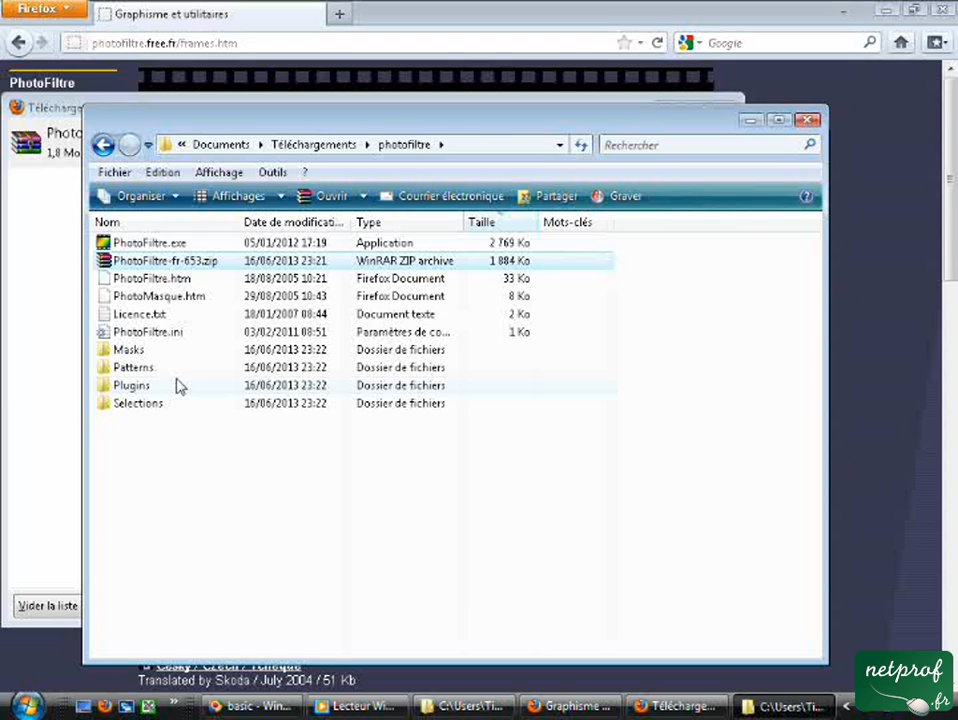 Firefox
Graphisme et utilitaires
photofiltre.free.fr/frames.htm
Google
PhotoFiltre
Télécharge
Photo
1,8 Mo
« Documents Téléchargements photofiltre
Rechercher
Fichier Edition Affichage Outils ?
Organiser Affichages Ouvrir Courrier électronique Partager Graver
Nom Date de modificati... Type Taille Mots-clés
PhotoFiltre.exe 05/01/2012 17:19 Application 2 769 Ko
PhotoFiltre-fr-653.zip 16/06/2013 23:21 WinRAR ZIP archive 1 884 Ko
PhotoFiltre.htm 18/08/2005 10:21 Firefox Document 33 Ko
PhotoMasque.htm 29/08/2005 10:43 Firefox Document 8 Ko
Licence.txt 18/01/2007 08:44 Document texte 2 Ko
PhotoFiltre.ini 03/02/2011 08:51 Paramètres de co... 1 Ko
Masks 16/06/2013 23:22 Dossier de fichiers
Patterns 16/06/2013 23:22 Dossier de fichiers
Plugins 16/06/2013 23:22 Dossier de fichiers
Selections 16/06/2013 23:22 Dossier de fichiers
Vider la liste
Cesky / Czech / Tchèque
Translated by Skoda / July 2004 / 51 Kb
netprof
.fr
» basic - Win... Lecteur Wi... C:\Users\Ti... Graphisme ... Télécharge... C:\Users\Ti...